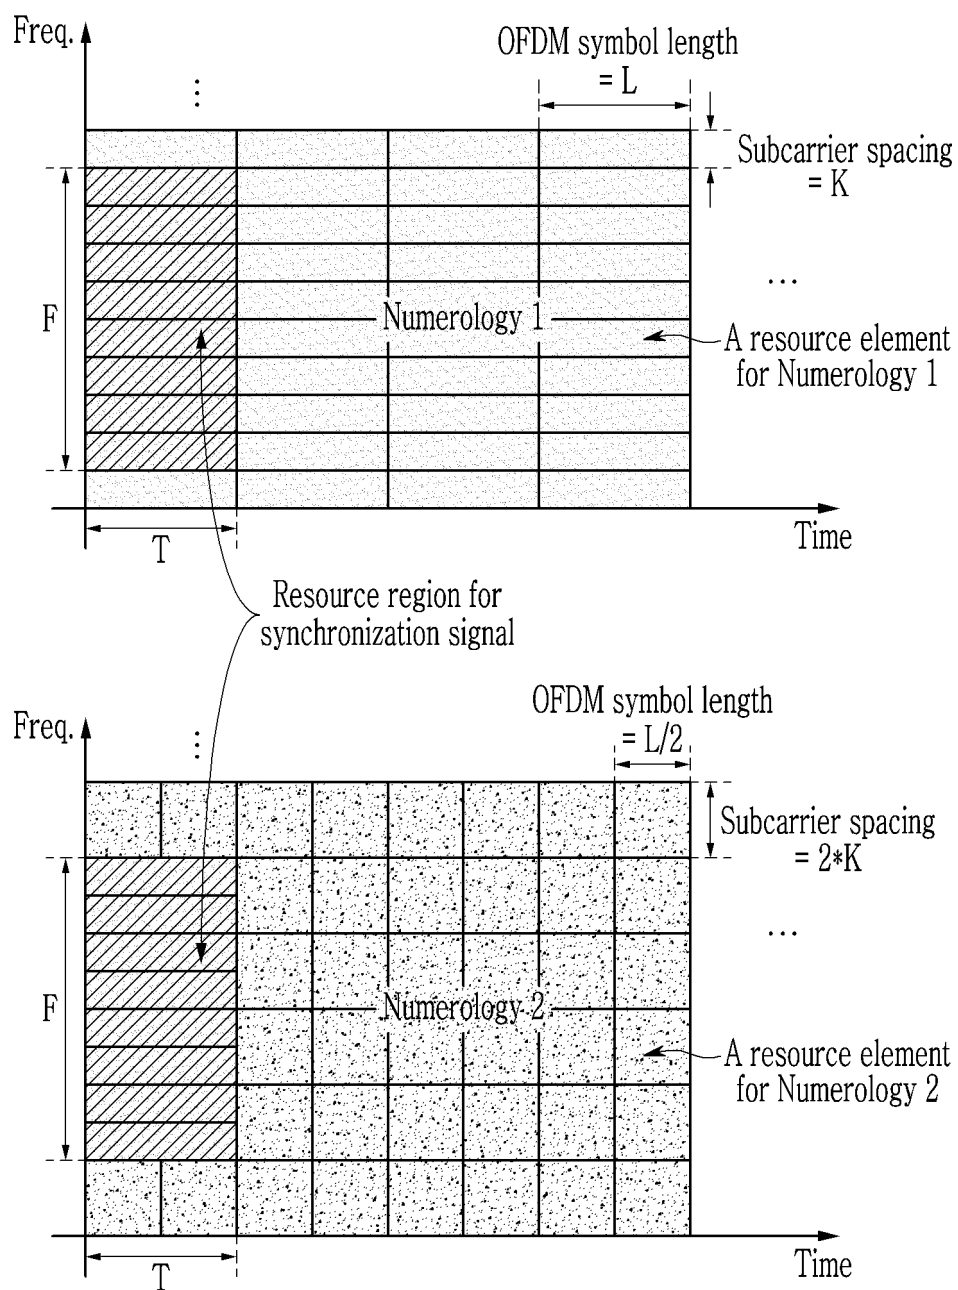 Freq.
OFDM symbol length
= L
Subcarrier spacing
= K
...
F
Numerology 1
A resource element
for Numerology 1
Time
T
Resource region for
synchronization signal
OFDM symbol length
= L/2
Freq.
Subcarrier spacing
= 2*K
...
F
Numerology 2
A resource element
for Numerology 2
Time
T